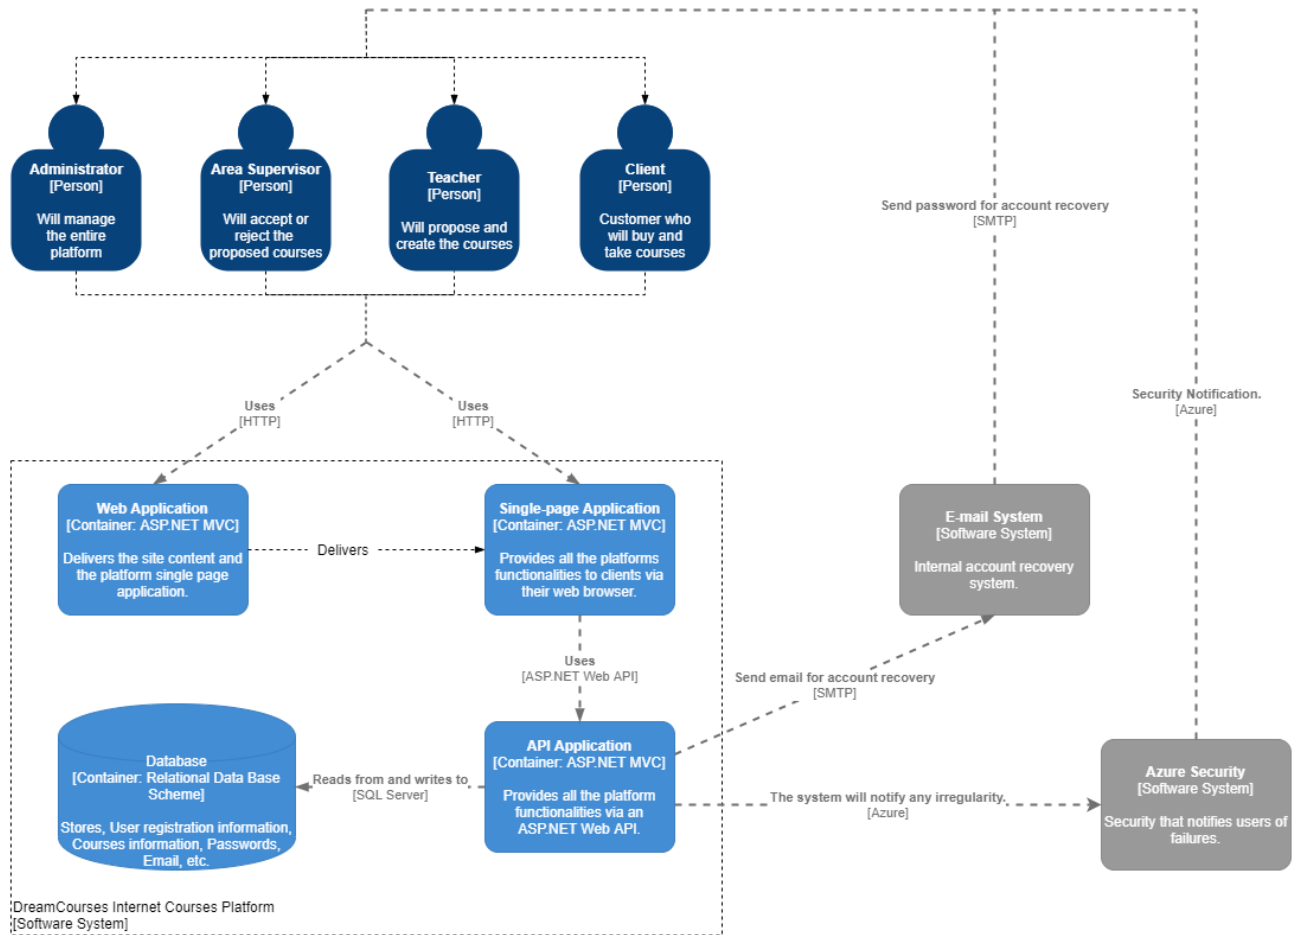 Administrator
[Person]
Will manage
the entire
platform
Area Supervisor
[Person]
Will accept or
reject the
proposed courses
Teacher
[Person]
Will propose and
create the courses
Client
[Person]
Customer who
will buy and
take courses
Send password for account recovery
[SMTP]
Security Notification.
[Azure]
Uses
[HTTP]
Uses
[HTTP]
Web Application
[Container: ASP.NET MVC]
Delivers the site content and
the platform single page
application.
Delivers
Single-page Application
[Container: ASP.NET MVC]
Provides all the platforms
functionalities to clients via
their web browser.
E-mail System
[Software System]
Internal account recovery
system.
Uses
[ASP.NET Web API]
Send email for account recovery
[SMTP]
Database
[Container: Relational Data Base
Scheme]
Stores, User registration information,
Courses information, Passwords,
Email, etc.
Reads from and writes to
[SQL Server]
API Application
[Container: ASP.NET MVC]
Provides all the platform
functionalities via an
ASP.NET Web API.
The system will notify any irregularity.
[Azure]
Azure Security
[Software System]
Security that notifies users of
failures.
DreamCourses Internet Courses Platform
[Software System]